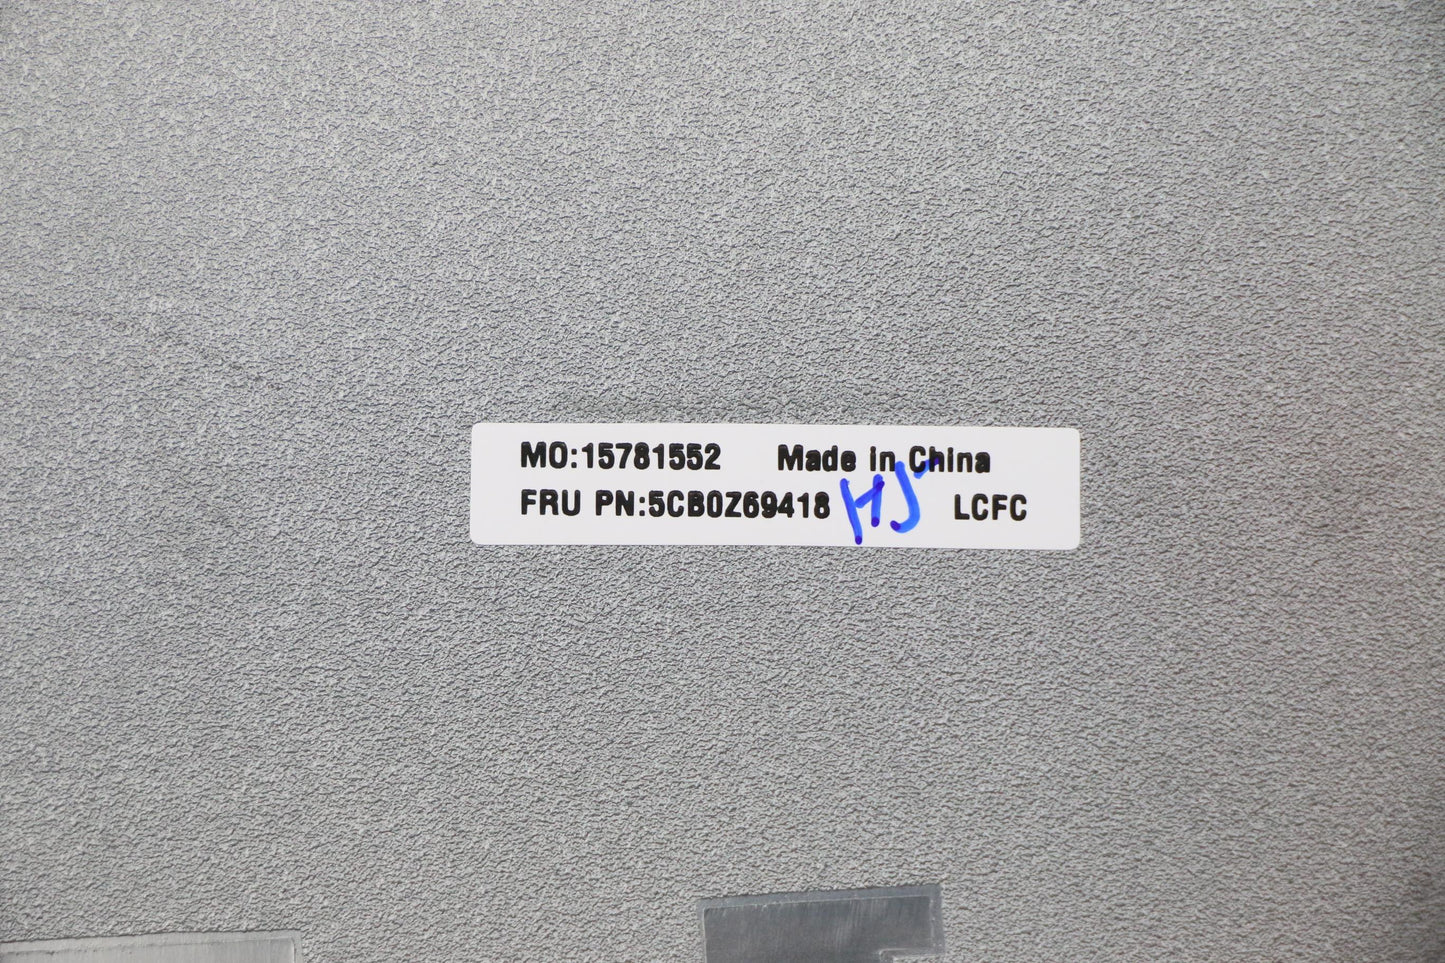 MO:15781552 Made in China
FRU PN:5CB0Z69418 HJ LCFC